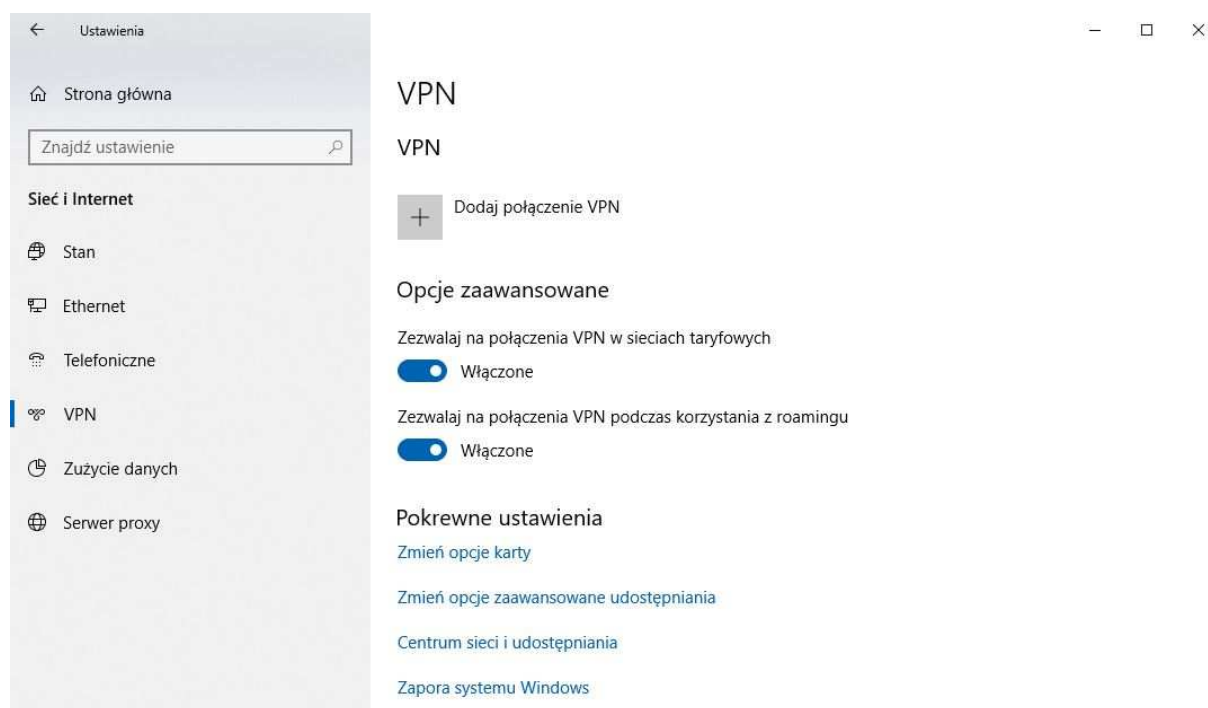 Ustawienia
Strona główna
Znajdź ustawienie
Sieć i Internet
Stan
Ethernet
Telefoniczne
VPN
Zużycie danych
Serwer proxy
VPN
VPN
Dodaj połączenie VPN
Opcje zaawansowane
Zezwalaj na połączenia VPN w sieciach taryfowych
Włączone
Zezwalaj na połączenia VPN podczas korzystania z roamingu
Włączone
Pokrewne ustawienia
Zmień opcje karty
Zmień opcje zaawansowane udostępniania
Centrum sieci i udostępniania
Zapora systemu Windows